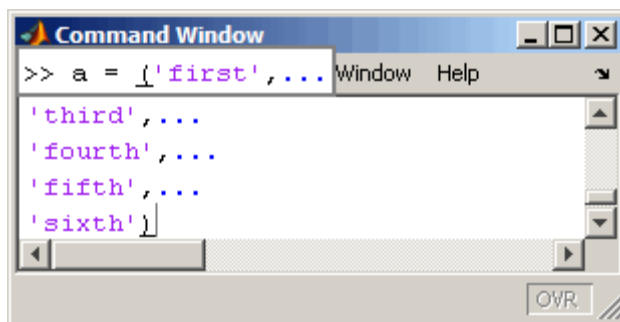 Command Window
>> a = ('first',...
Window Help
'third',...
'fourth',...
'fifth',...
'sixth')
OVR